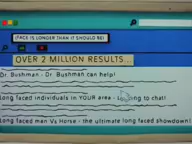 (FACE IS LONGER THAN IT SHOULD BE)
OVER 2 MILLION RESULTS...
Dr. Bushman - Dr Bushman can help!
Long faced individuals in YOUR area - Looking to chat!
Long faced man Vs Horse - the ultimate long faced showdown!